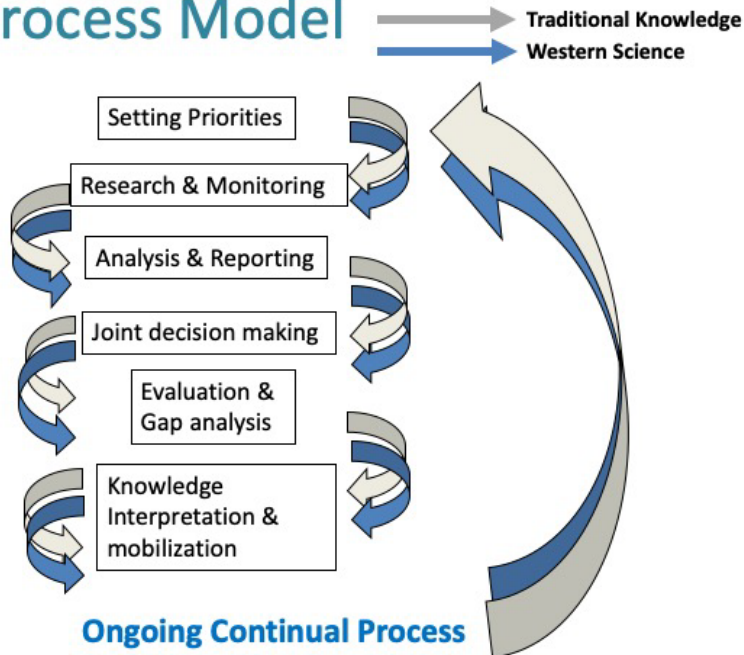 rocess Model
Traditional Knowledge
Western Science
Setting Priorities
Research & Monitoring
Analysis & Reporting
Joint decision making
Evaluation &
Gap analysis
Knowledge
Interpretation &
mobilization
Ongoing Continual Process